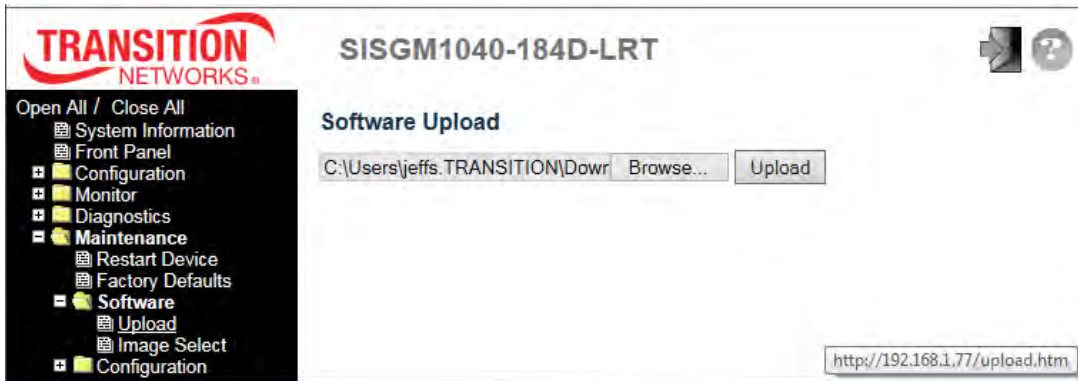 TRANSITION
NETWORKS®
SISGM1040-184D-LRT
Open All / Close All
System Information
Front Panel
Configuration
Monitor
Diagnostics
Maintenance
Restart Device
Factory Defaults
Software
Upload
Image Select
Configuration
Software Upload
C:\Users\jeffs.TRANSITION\Dowr Browse... Upload
http://192.168.1.77/upload.htm